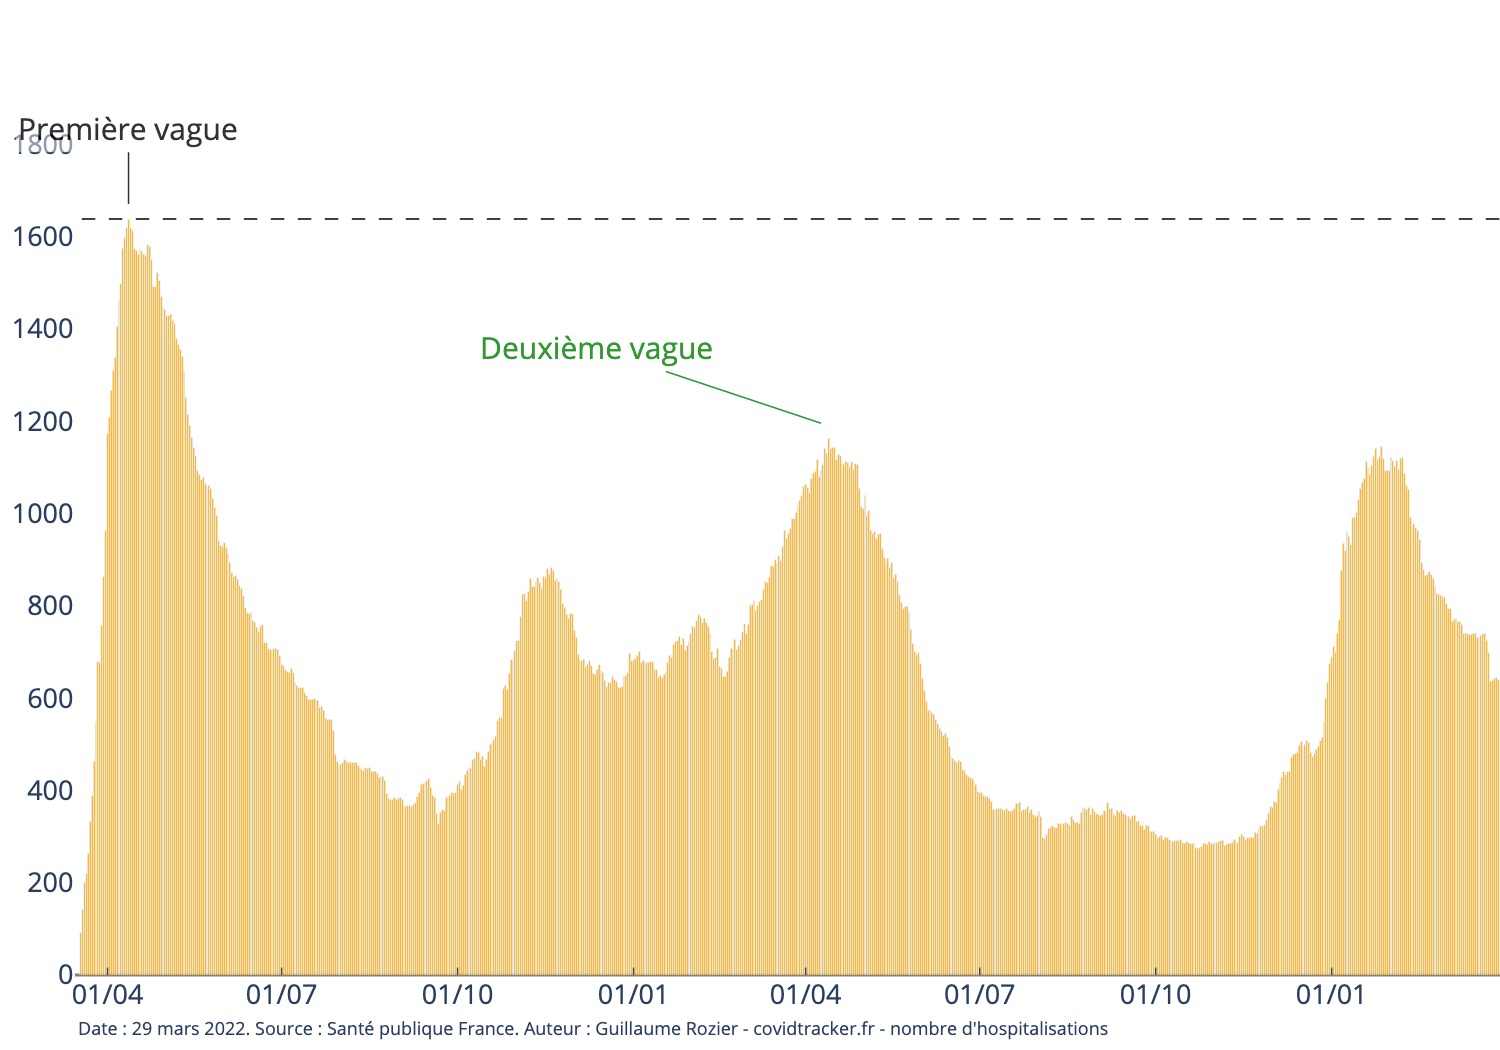 Première vague
1800
1600
1400
Deuxième vague
1200
1000
800
600
400
200
0
01/04 01/07 01/10 01/01 01/04 01/07 01/10 01/01
Date : 29 mars 2022. Source : Santé publique France. Auteur : Guillaume Rozier - covidtracker.fr - nombre d'hospitalisations